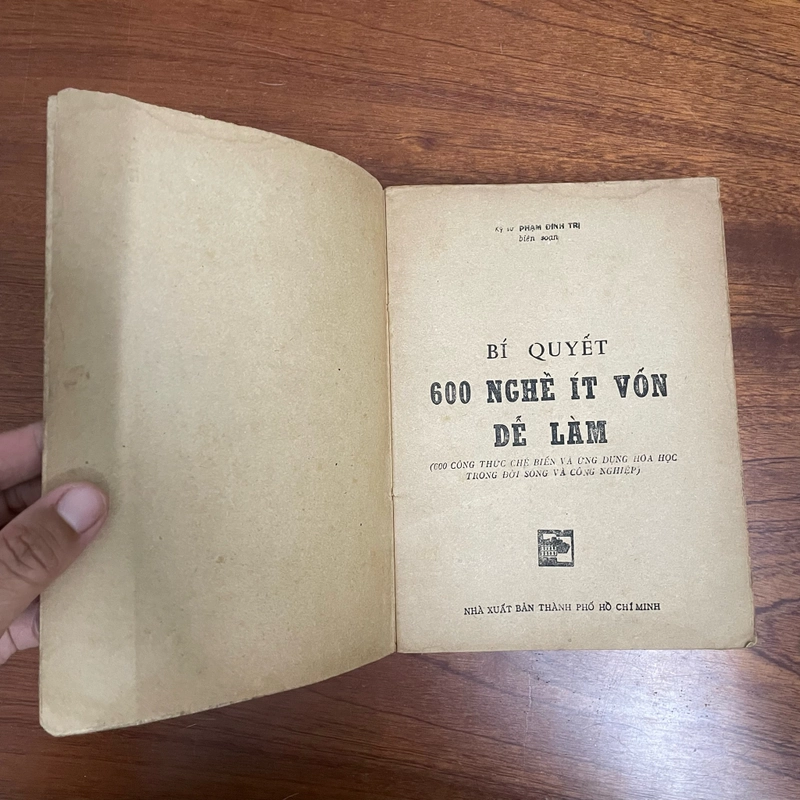 Kỹ sư PHẠM ĐÌNH TRỊ
biên soạn
BÍ QUYẾT
600 NGHỀ ÍT VỐN
DỄ LÀM
(600 CÔNG THỨC CHẾ BIẾN VÀ ỨNG DỤNG HÓA HỌC
TRONG ĐỜI SỐNG VÀ CÔNG NGHIỆP)
NHÀ XUẤT BẢN THÀNH PHỐ HỒ CHÍ MINH